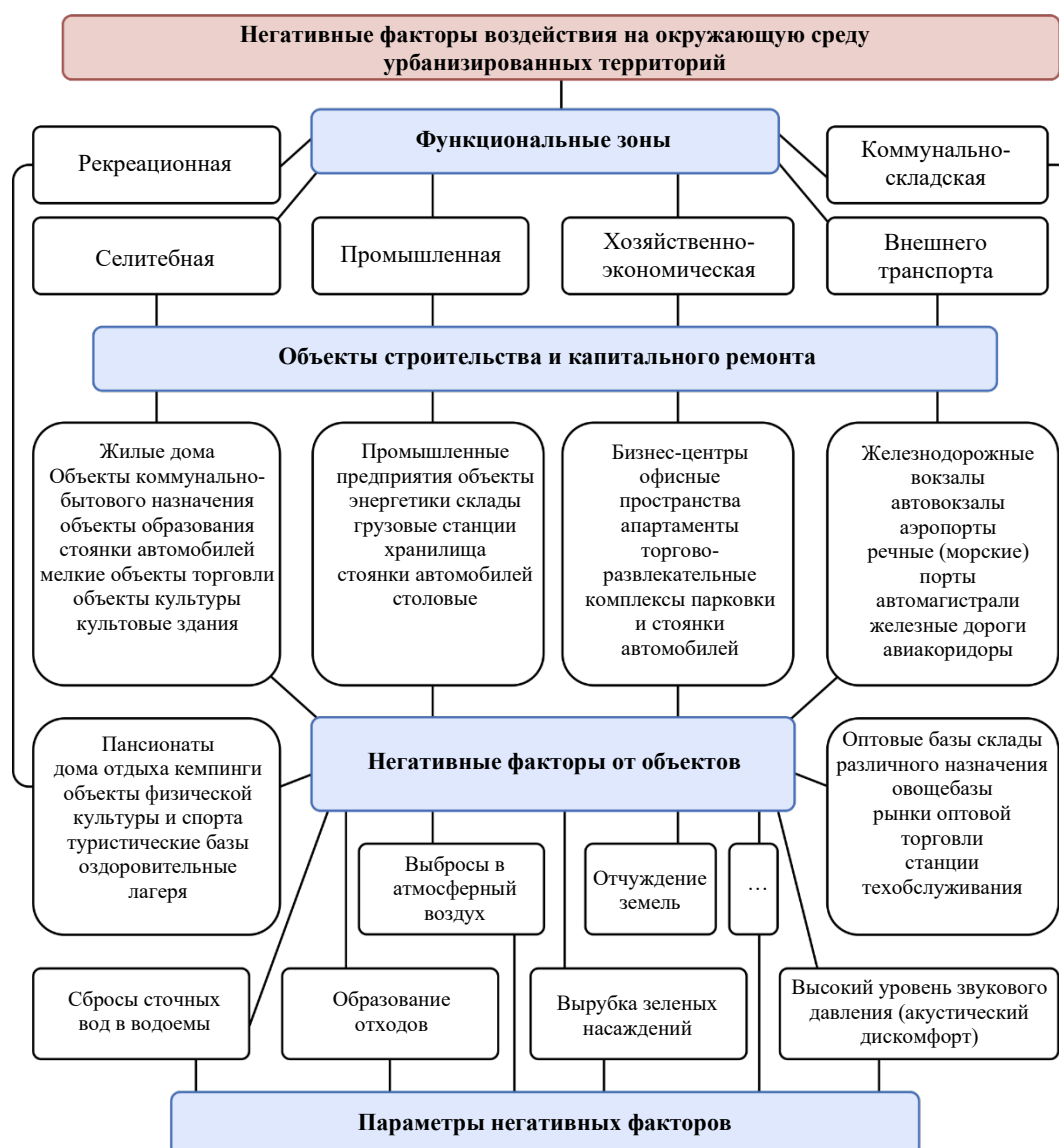 Негативные факторы воздействия на окружающую среду
урбанизированных территорий
Функциональные зоны
Рекреационная
Коммунально-
складская
Селитебная
Промышленная
Хозяйственно-
экономическая
Внешнего
транспорта
Объекты строительства и капитального ремонта
Жилые дома
Объекты коммунально-
бытового назначения
объекты образования
стоянки автомобилей
мелкие объекты торговли
объекты культуры
культовые здания
Промышленные
предприятия объекты
энергетики склады
грузовые станции
хранилища
стоянки автомобилей
столовые
Бизнес-центры
офисные
пространства
апартаменты
торгово-
развлекательные
комплексы парковки
и стоянки
автомобилей
Железнодорожные
вокзалы
автовокзалы
аэропорты
речные (морские)
порты
автомагистрали
железные дороги
авиакоридоры
Пансионаты
дома отдыха кемпинги
объекты физической
культуры и спорта
туристические базы
оздоровительные
лагеря
Негативные факторы от объектов
Оптовые базы склады
различного назначения
овощебазы
рынки оптовой
торговли
станции
техобслуживания
Выбросы в
атмосферный
воздух
Отчуждение
земель
…
Сбросы сточных
вод в водоемы
Образование
отходов
Вырубка зеленых
насаждений
Высокий уровень звукового
давления (акустический
дискомфорт)
Параметры негативных факторов